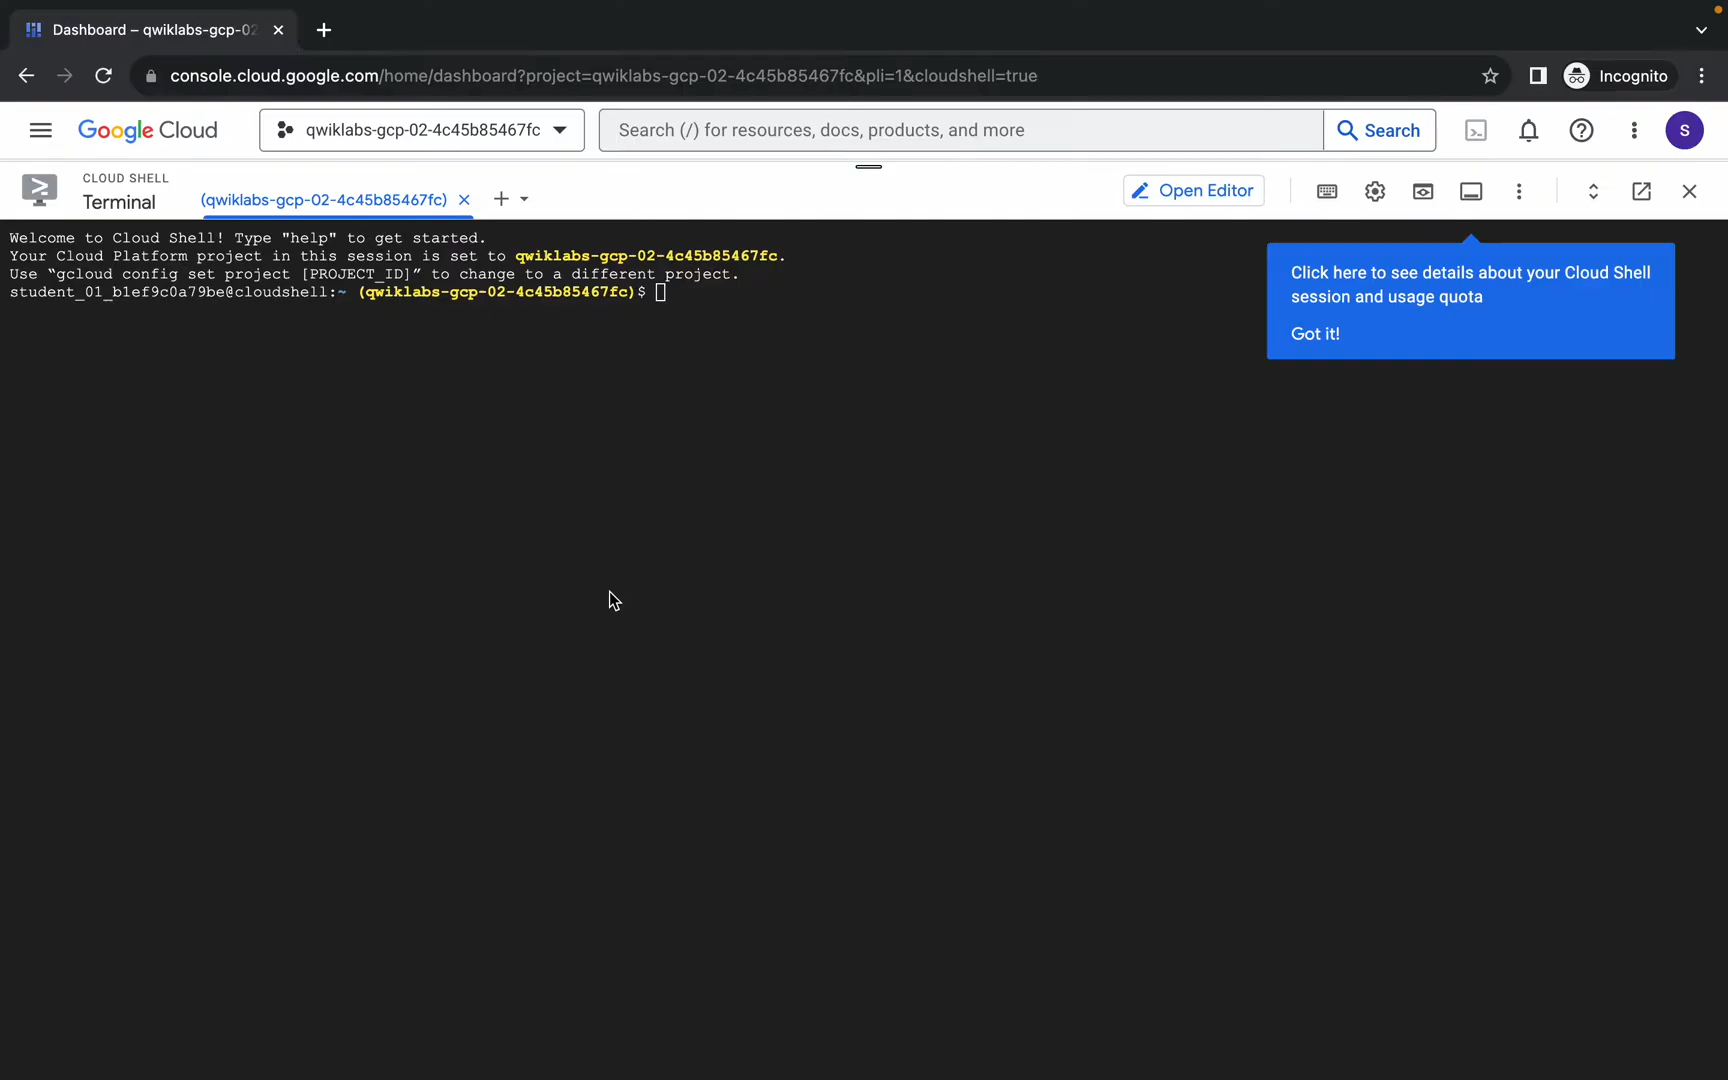 Dashboard – qwiklabs-gcp-02
console.cloud.google.com/home/dashboard?project=qwiklabs-gcp-02-4c45b85467fc&pli=1&cloudshell=true
Incognito
Google Cloud
qwiklabs-gcp-02-4c45b85467fc
Search (/) for resources, docs, products, and more
Search
S
CLOUD SHELL
Terminal
(qwiklabs-gcp-02-4c45b85467fc)
Open Editor
Welcome to Cloud Shell! Type "help" to get started.
Your Cloud Platform project in this session is set to qwiklabs-gcp-02-4c45b85467fc.
Use “gcloud config set project [PROJECT_ID]” to change to a different project.
student_01_b1ef9c0a79be@cloudshell:~ (qwiklabs-gcp-02-4c45b85467fc)$
Click here to see details about your Cloud Shell
session and usage quota
Got it!